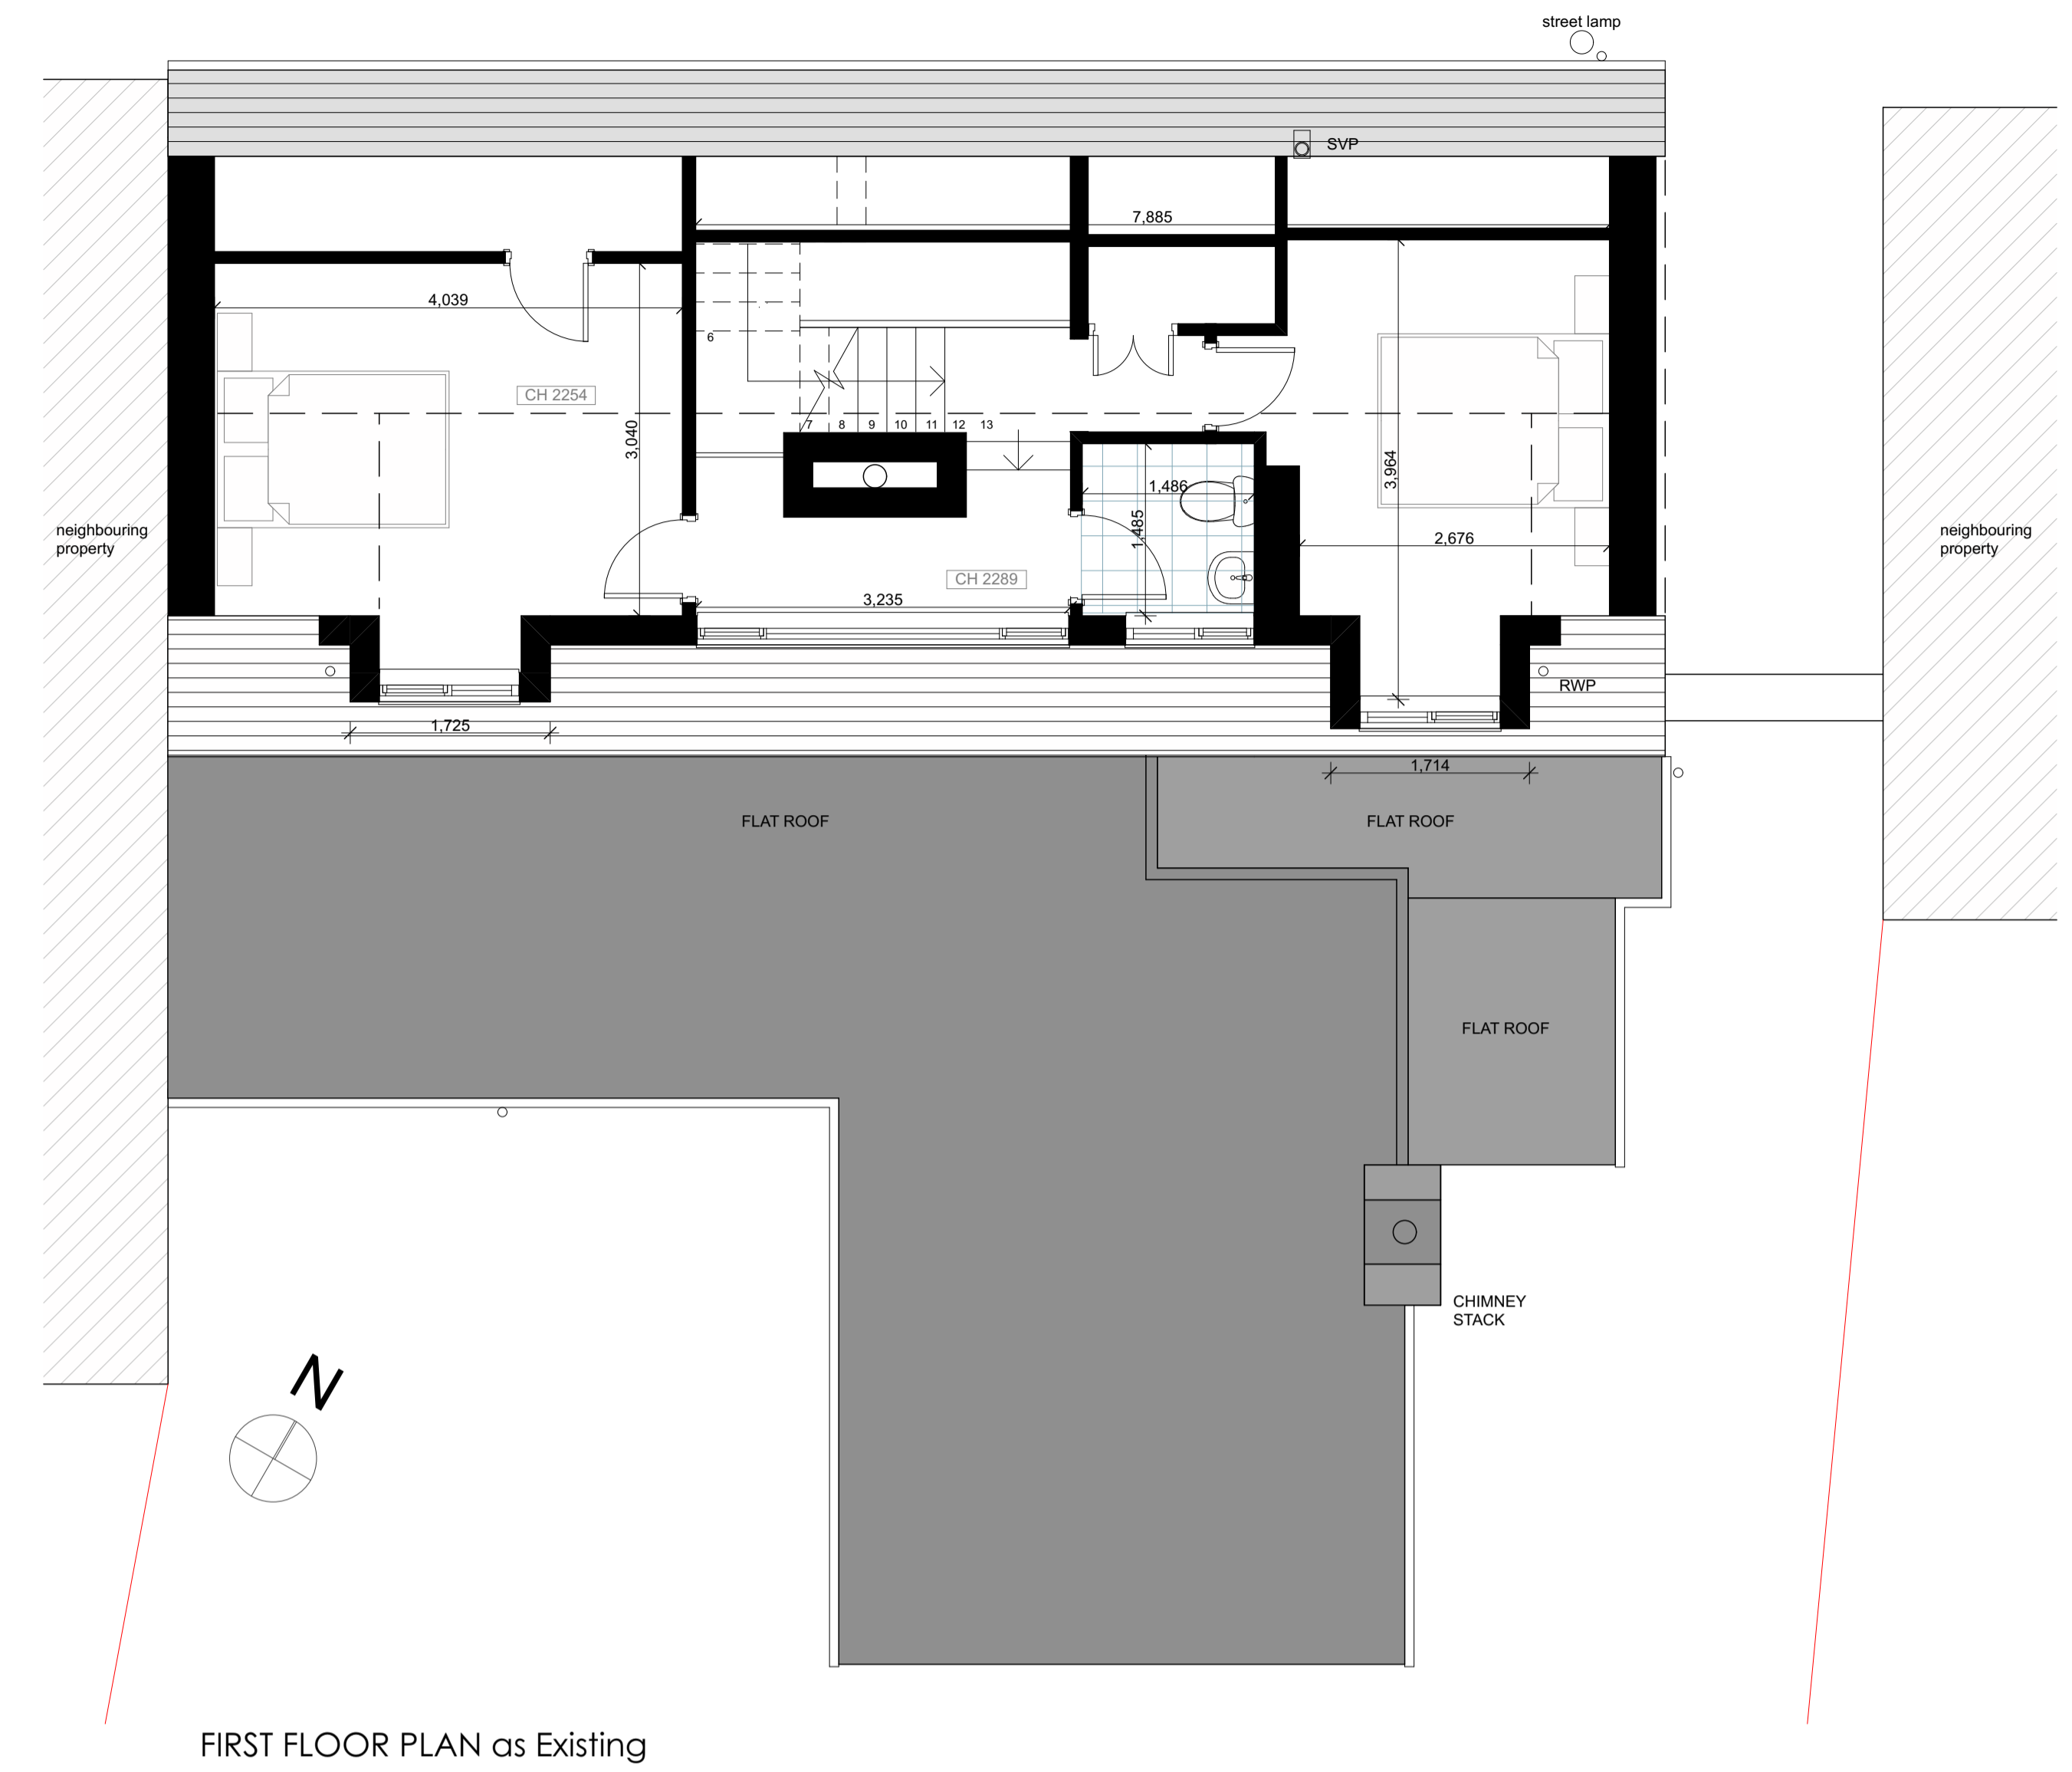 street lamp
SVP
7,885
4,039
6
CH 2254
7 8 9 10 11 12 13
3,040
3,964
1,486
1,485
neighbouring
property
2,676
neighbouring
property
CH 2289
3,235
RWP
1,725
1,714
FLAT ROOF
FLAT ROOF
FLAT ROOF
CHIMNEY
STACK
N
FIRST FLOOR PLAN as Existing